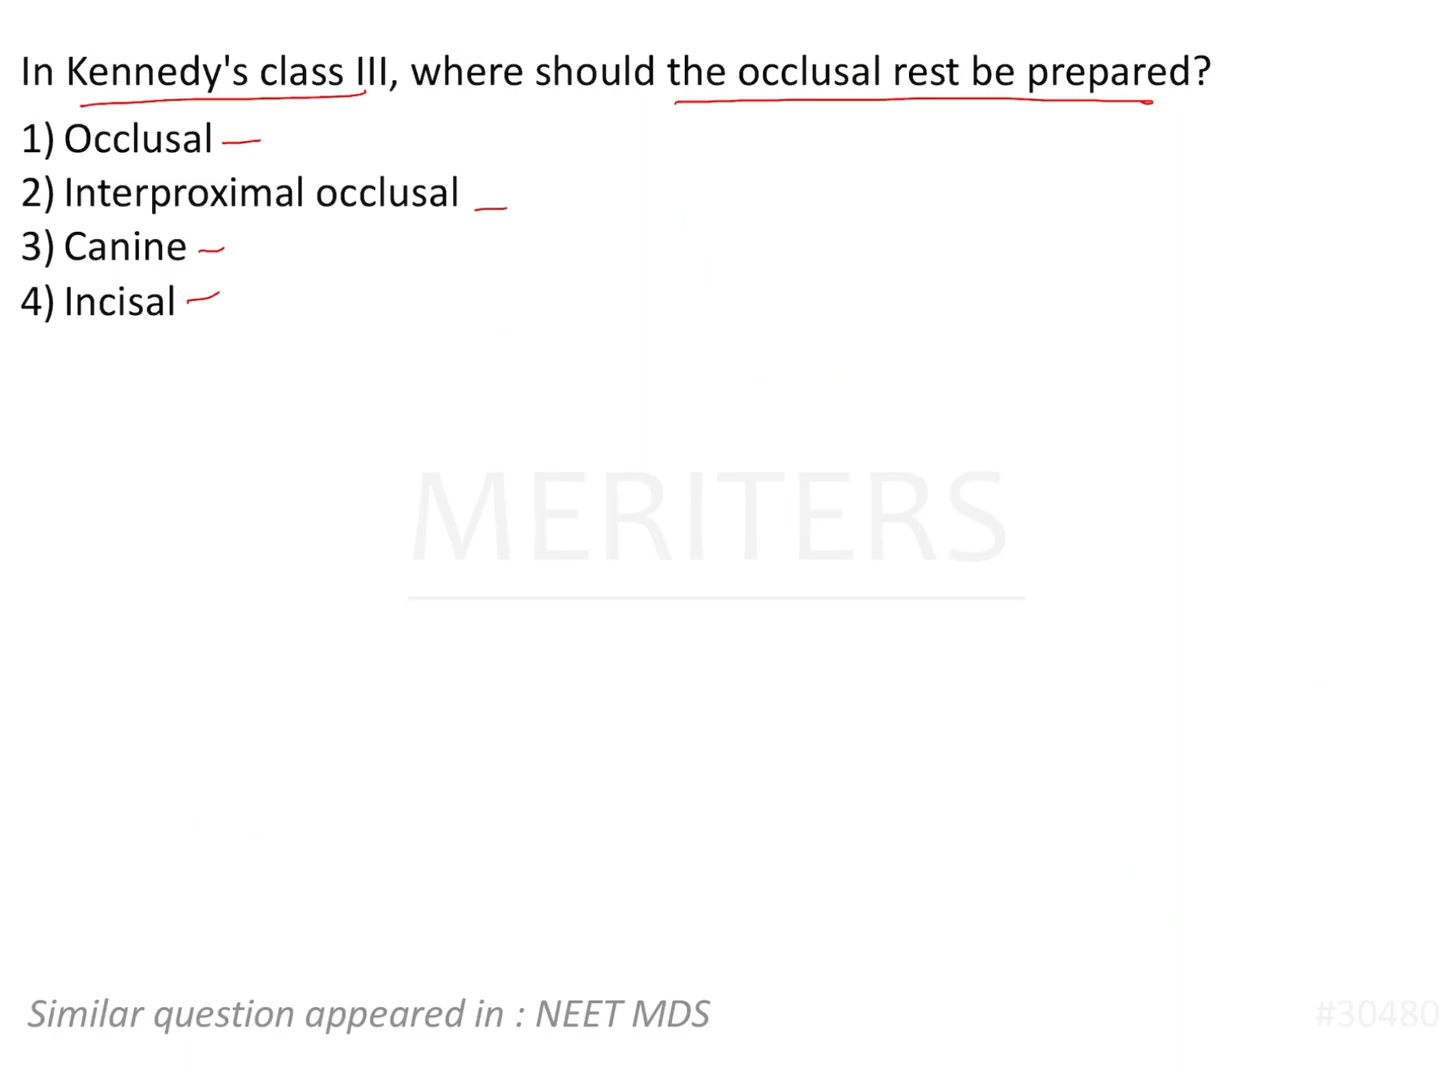 In Kennedy's class III, where should the occlusal rest be prepared?
1) Occlusal
2) Interproximal occlusal
3) Canine
4) Incisal
MERITERS
Similar question appeared in : NEET MDS
#30480